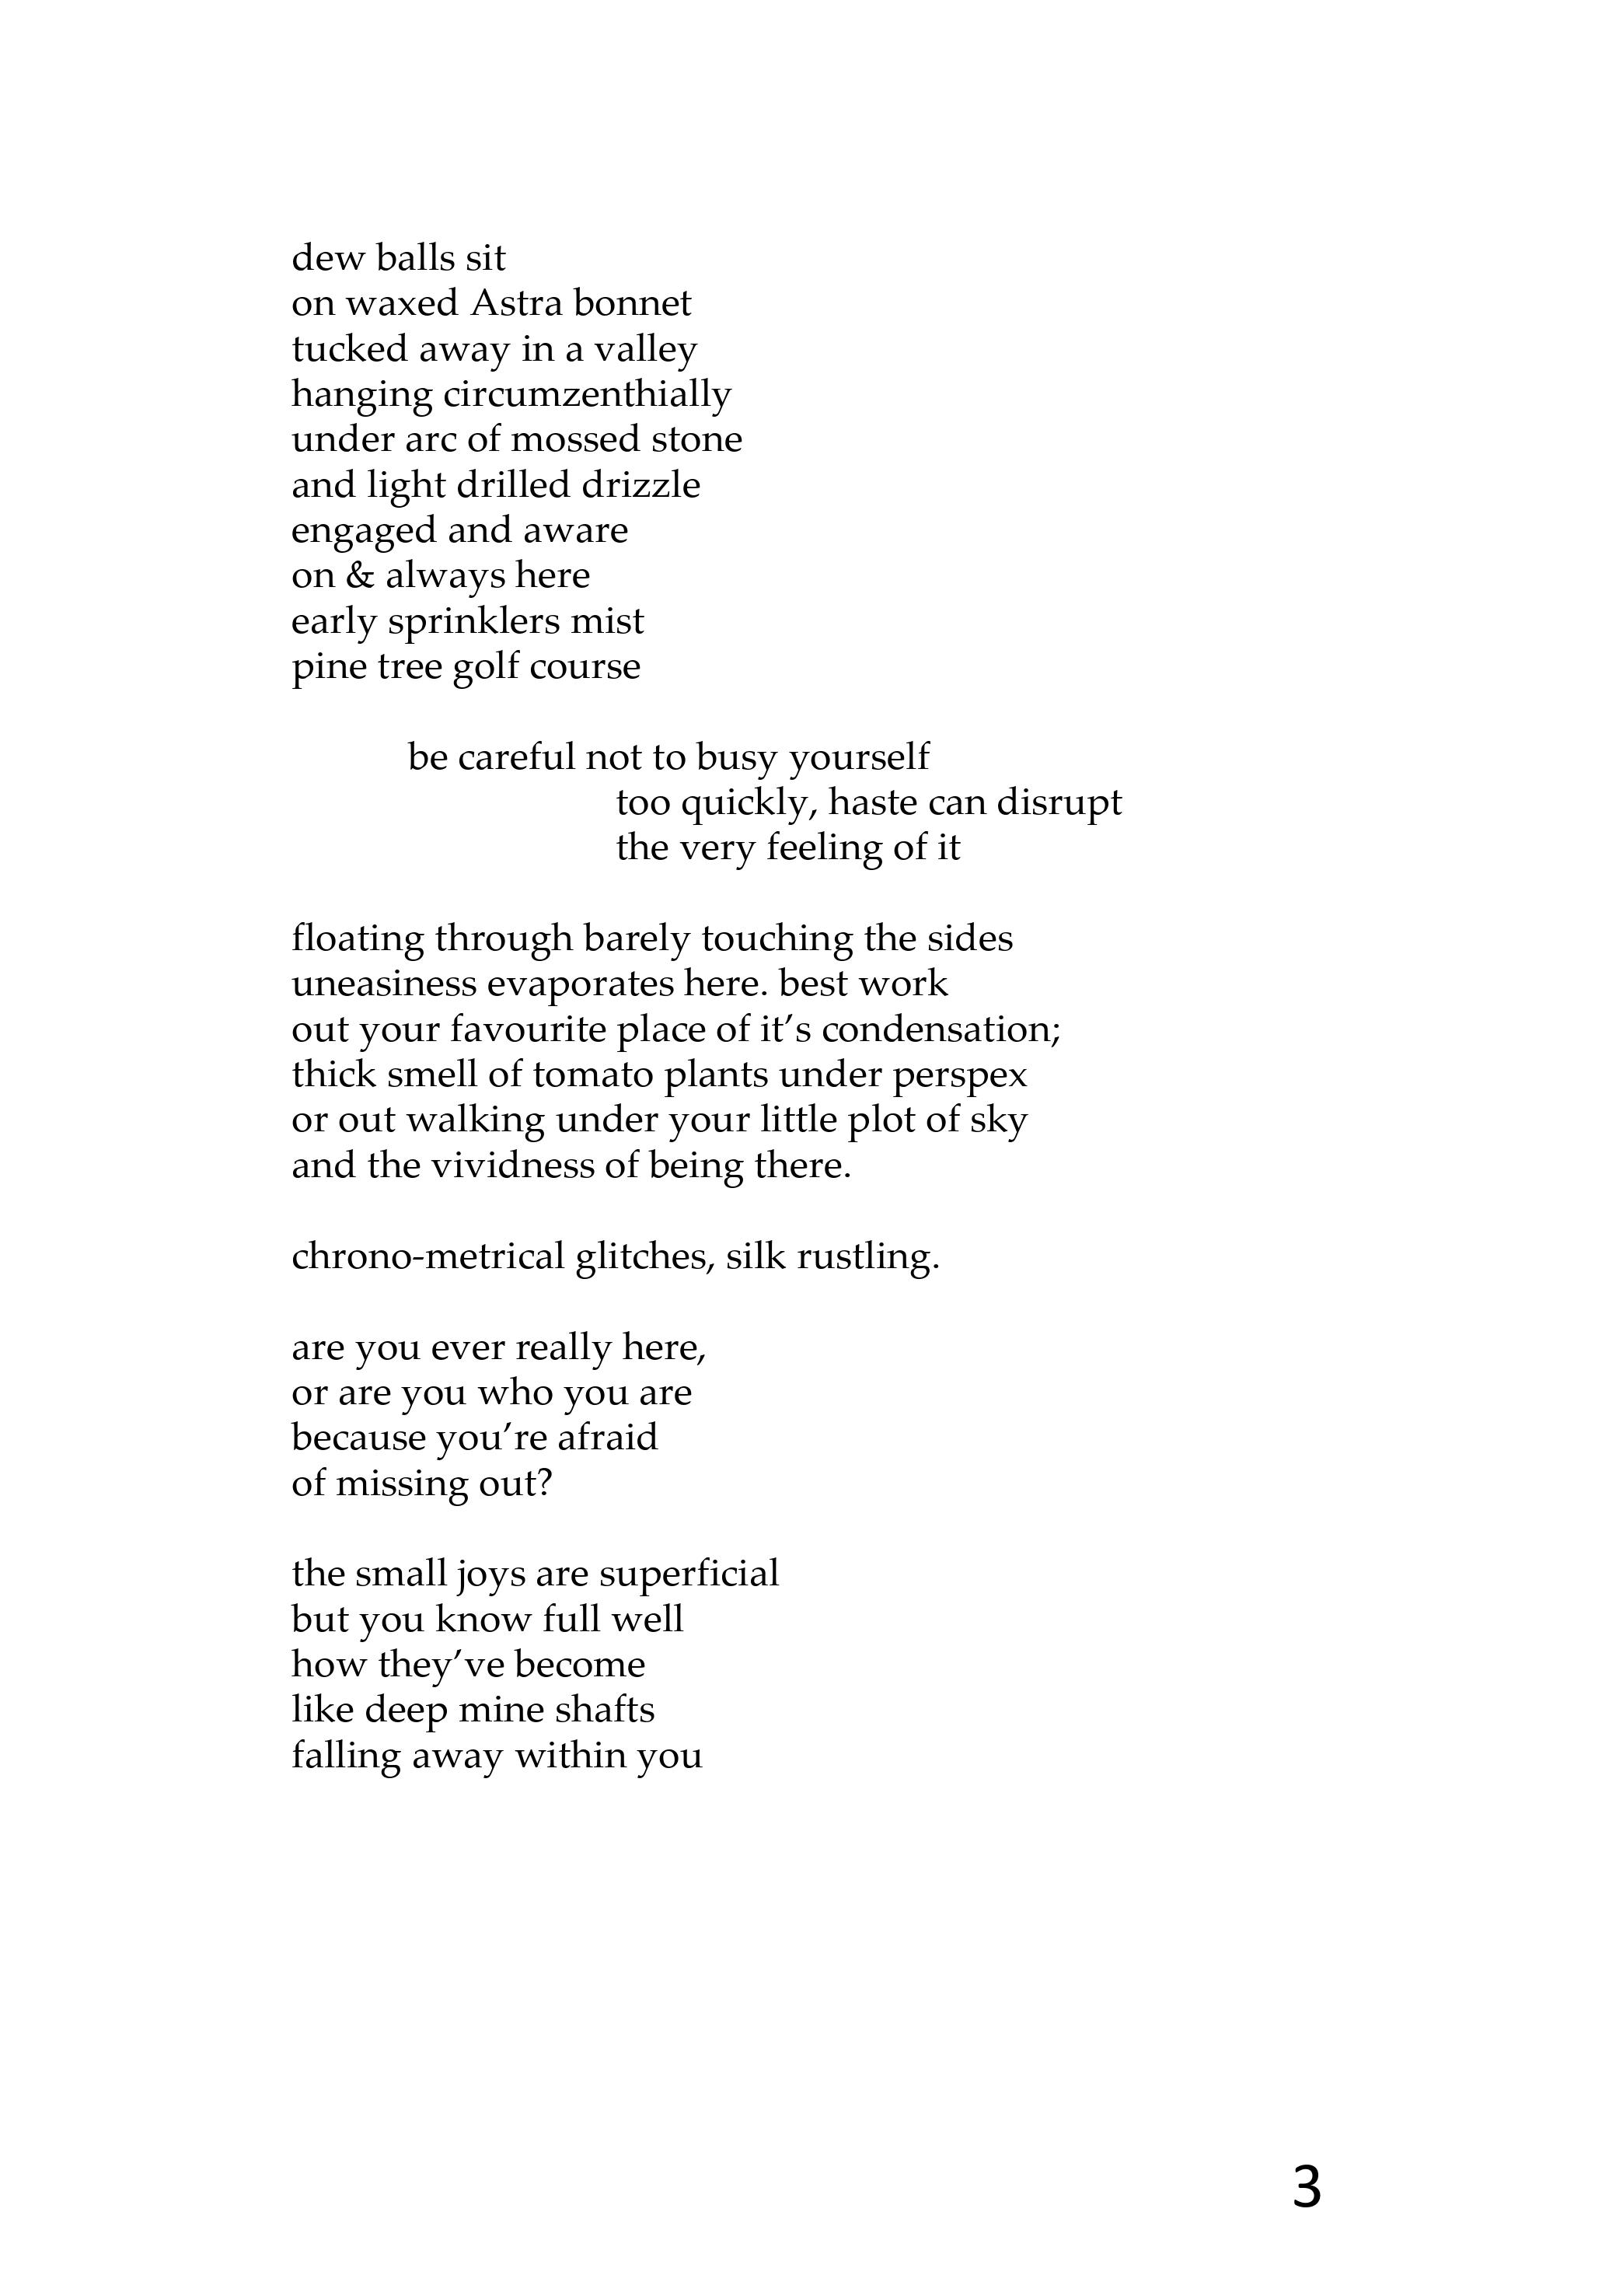 dew balls sit
on waxed Astra bonnet
tucked away in a valley
hanging circumzenthially
under arc of mossed stone
and light drilled drizzle
engaged and aware
on & always here
early sprinklers mist
pine tree golf course
be careful not to busy yourself
too quickly, haste can disrupt
the very feeling of it
floating through barely touching the sides
uneasiness evaporates here. best work
out your favourite place of it’s condensation;
thick smell of tomato plants under perspex
or out walking under your little plot of sky
and the vividness of being there.
chrono-metrical glitches, silk rustling.
are you ever really here,
or are you who you are
because you’re afraid
of missing out?
the small joys are superficial
but you know full well
how they’ve become
like deep mine shafts
falling away within you
3